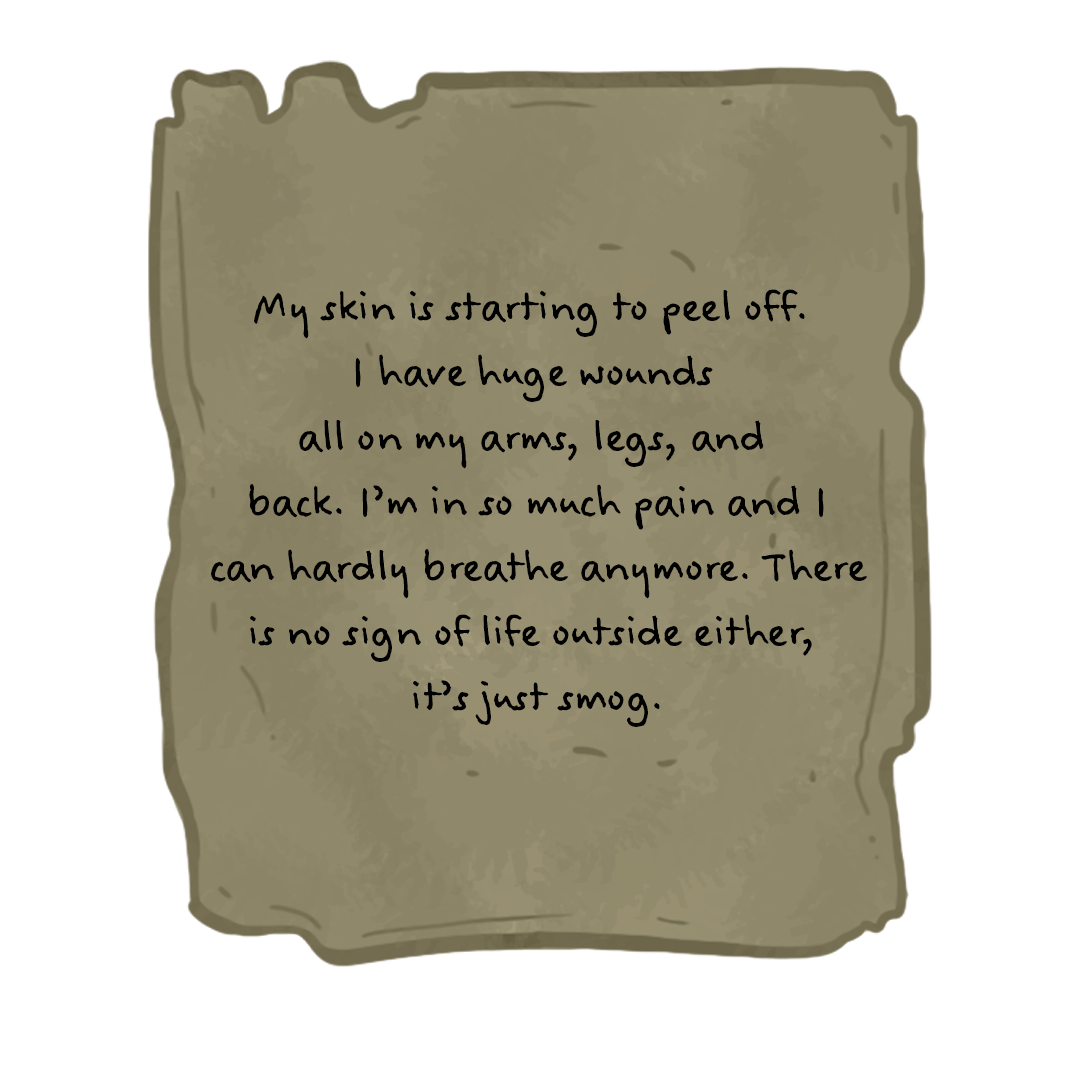 My skin is starting to peel off.
I have huge wounds
all on my arms, legs, and
back. I'm in so much pain and I
can hardly breathe anymore. There
is no sign of life outside either,
it's just smog.